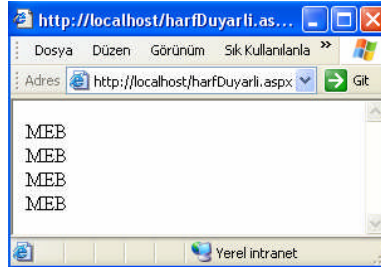 http://localhost/harfDuyarli.as...
Dosya Düzen Görünüm Sık Kullanılanla »
Adres http://localhost/harfDuyarli.aspx Git
MEB
MEB
MEB
MEB
Yerel intranet